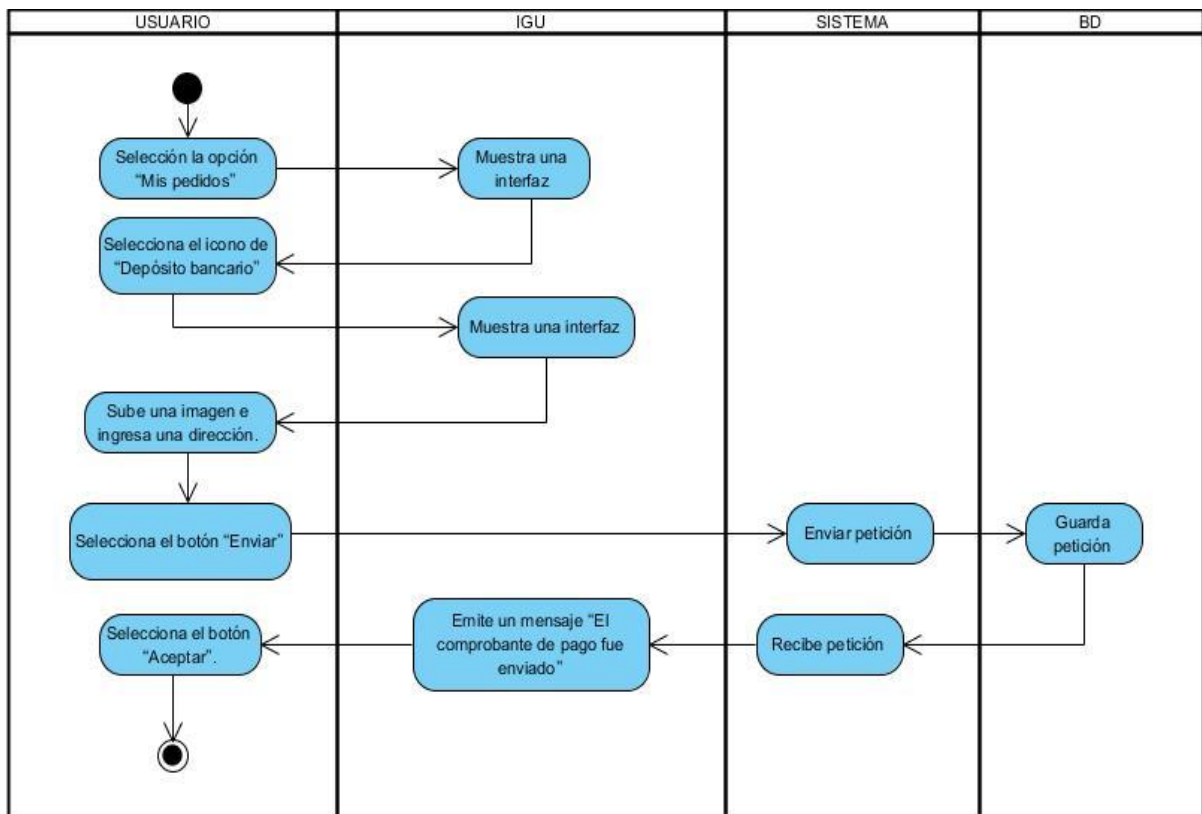 USUARIO
IGU
SISTEMA
BD
Selección la opción
“Mis pedidos”
Muestra una
interfaz
Selecciona el icono de
“Depósito bancario”
Muestra una interfaz
Sube una imagen e
ingresa una dirección.
Selecciona el botón “Enviar”
Enviar petición
Guarda
petición
Selecciona el botón
“Aceptar”.
Emite un mensaje “El
comprobante de pago fue
enviado”
Recibe petición